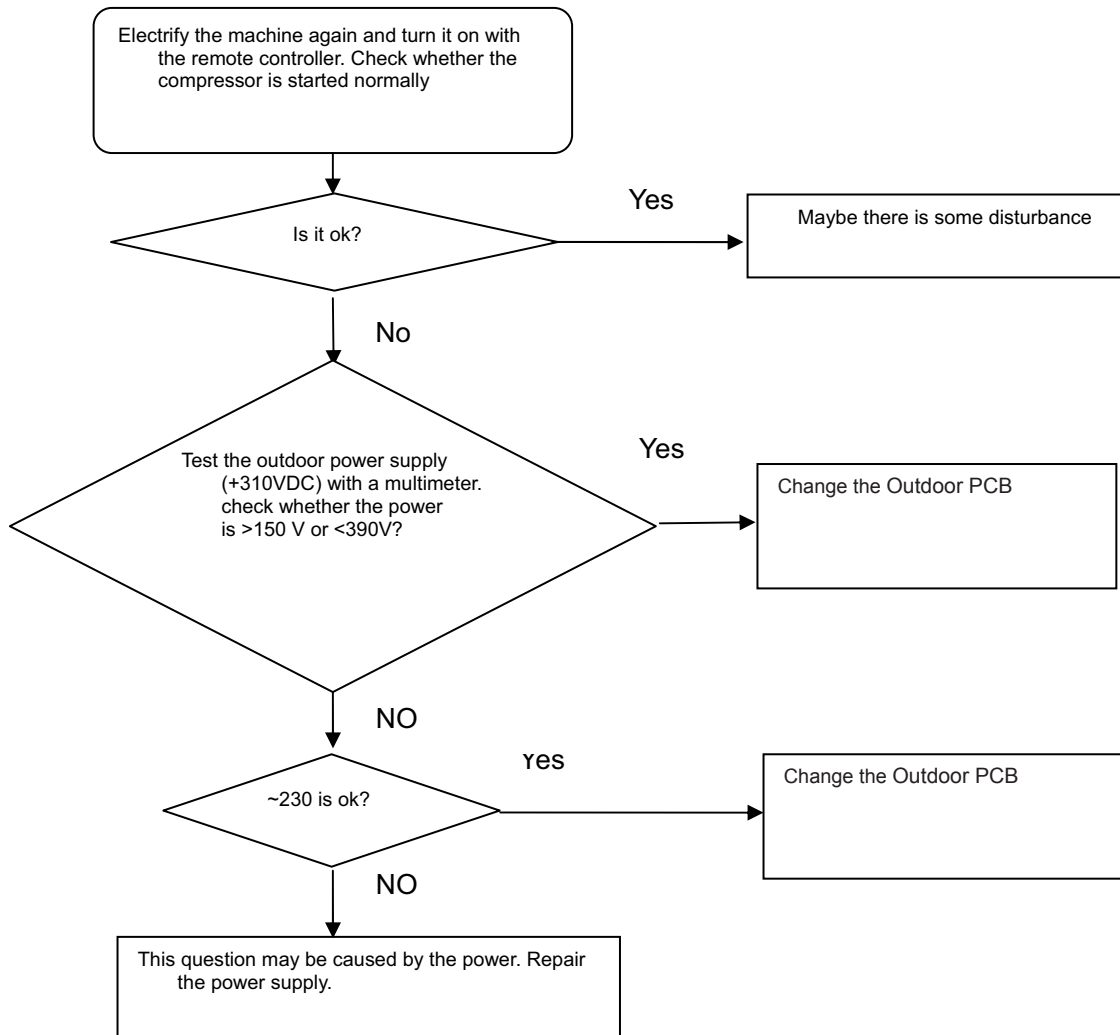 Electrify the machine again and turn it on with
the remote controller. Check whether the
compressor is started normally
Yes
Is it ok?
Maybe there is some disturbance
No
Yes
Test the outdoor power supply
(+310VDC) with a multimeter.
check whether the power
is >150 V or <390V?
Change the Outdoor PCB
NO
Yes
~230 is ok?
Change the Outdoor PCB
NO
This question may be caused by the power. Repair
the power supply.